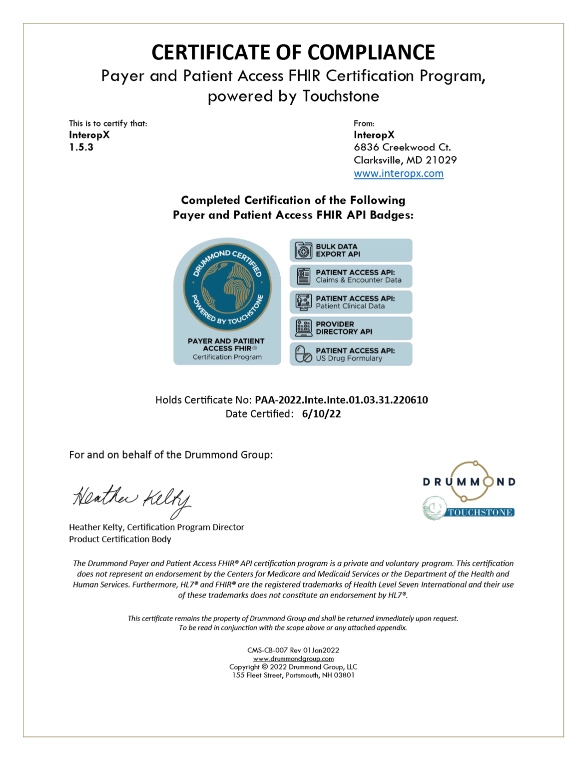 CERTIFICATE OF COMPLIANCE
Payer and Patient Access FHIR Certification Program,
powered by Touchstone
This is to certify that:
InteropX
1.5.3
From:
InteropX
6836 Creekwood Ct.
Clarksville, MD 21029
www.interopx.com
Completed Certification of the Following
Payer and Patient Access FHIR API Badges:
DRUMMOND CERTIFIED
POWERED BY TOUCHSTONE
PAYER AND PATIENT
ACCESS FHIR®
Certification Program
BULK DATA
EXPORT API
PATIENT ACCESS API:
Claims & Encounter Data
PATIENT ACCESS API:
Patient Clinical Data
PROVIDER
DIRECTORY API
PATIENT ACCESS API:
US Drug Formulary
Holds Certificate No: PAA-2022.Inte.Inte.01.03.31.220610
Date Certified: 6/10/22
For and on behalf of the Drummond Group:
Heather Kelty
DRUMMOND
TOUCHSTONE
Heather Kelty, Certification Program Director
Product Certification Body
The Drummond Payer and Patient Access FHIR® API certification program is a private and voluntary program. This certification
does not represent an endorsement by the Centers for Medicare and Medicaid Services or the Department of the Health and
Human Services. Furthermore, HL7® and FHIR® are the registered trademarks of Health Level Seven International and their use
of these trademarks does not constitute an endorsement by HL7®.
This certificate remains the property of Drummond Group and shall be returned immediately upon request.
To be read in conjunction with the scope above or any attached appendix.
CMS-CB-007 Rev 01Jan2022
www.drummondgroup.com
Copyright © 2022 Drummond Group, LLC
155 Fleet Street, Portsmouth, NH 03801